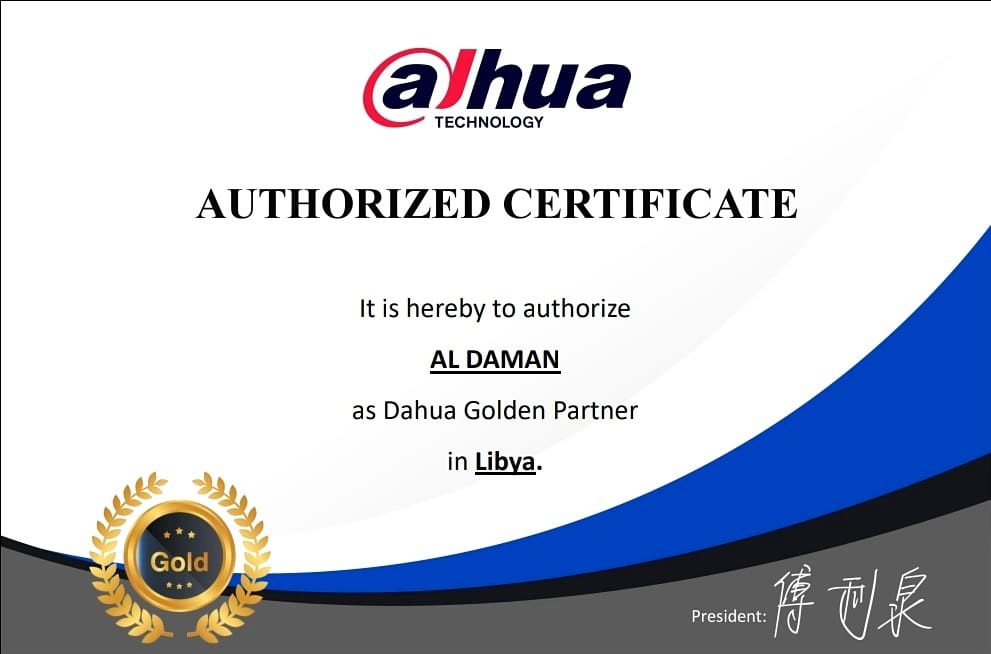 alhua
TECHNOLOGY
AUTHORIZED CERTIFICATE
It is hereby to authorize
AL DAMAN
as Dahua Golden Partner
in Libya.
Gold
President: 傅利泉